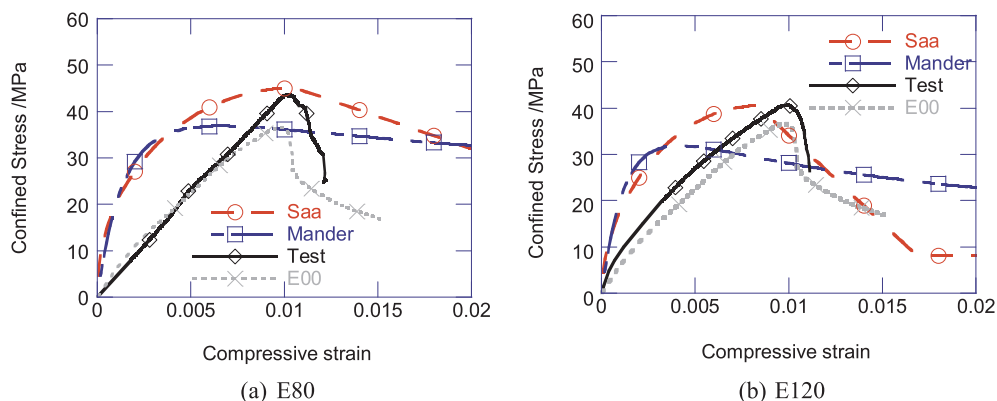 60
50
40
30
20
10
0
Confined Stress /MPa
Saa
Mander
Test
E00
0
0.005
0.01
0.015
0.02
Compressive strain
(a) E80
60
50
40
30
20
10
0
Confined Stress /MPa
Saa
Mander
Test
E00
0
0.005
0.01
0.015
0.02
Compressive strain
(b) E120